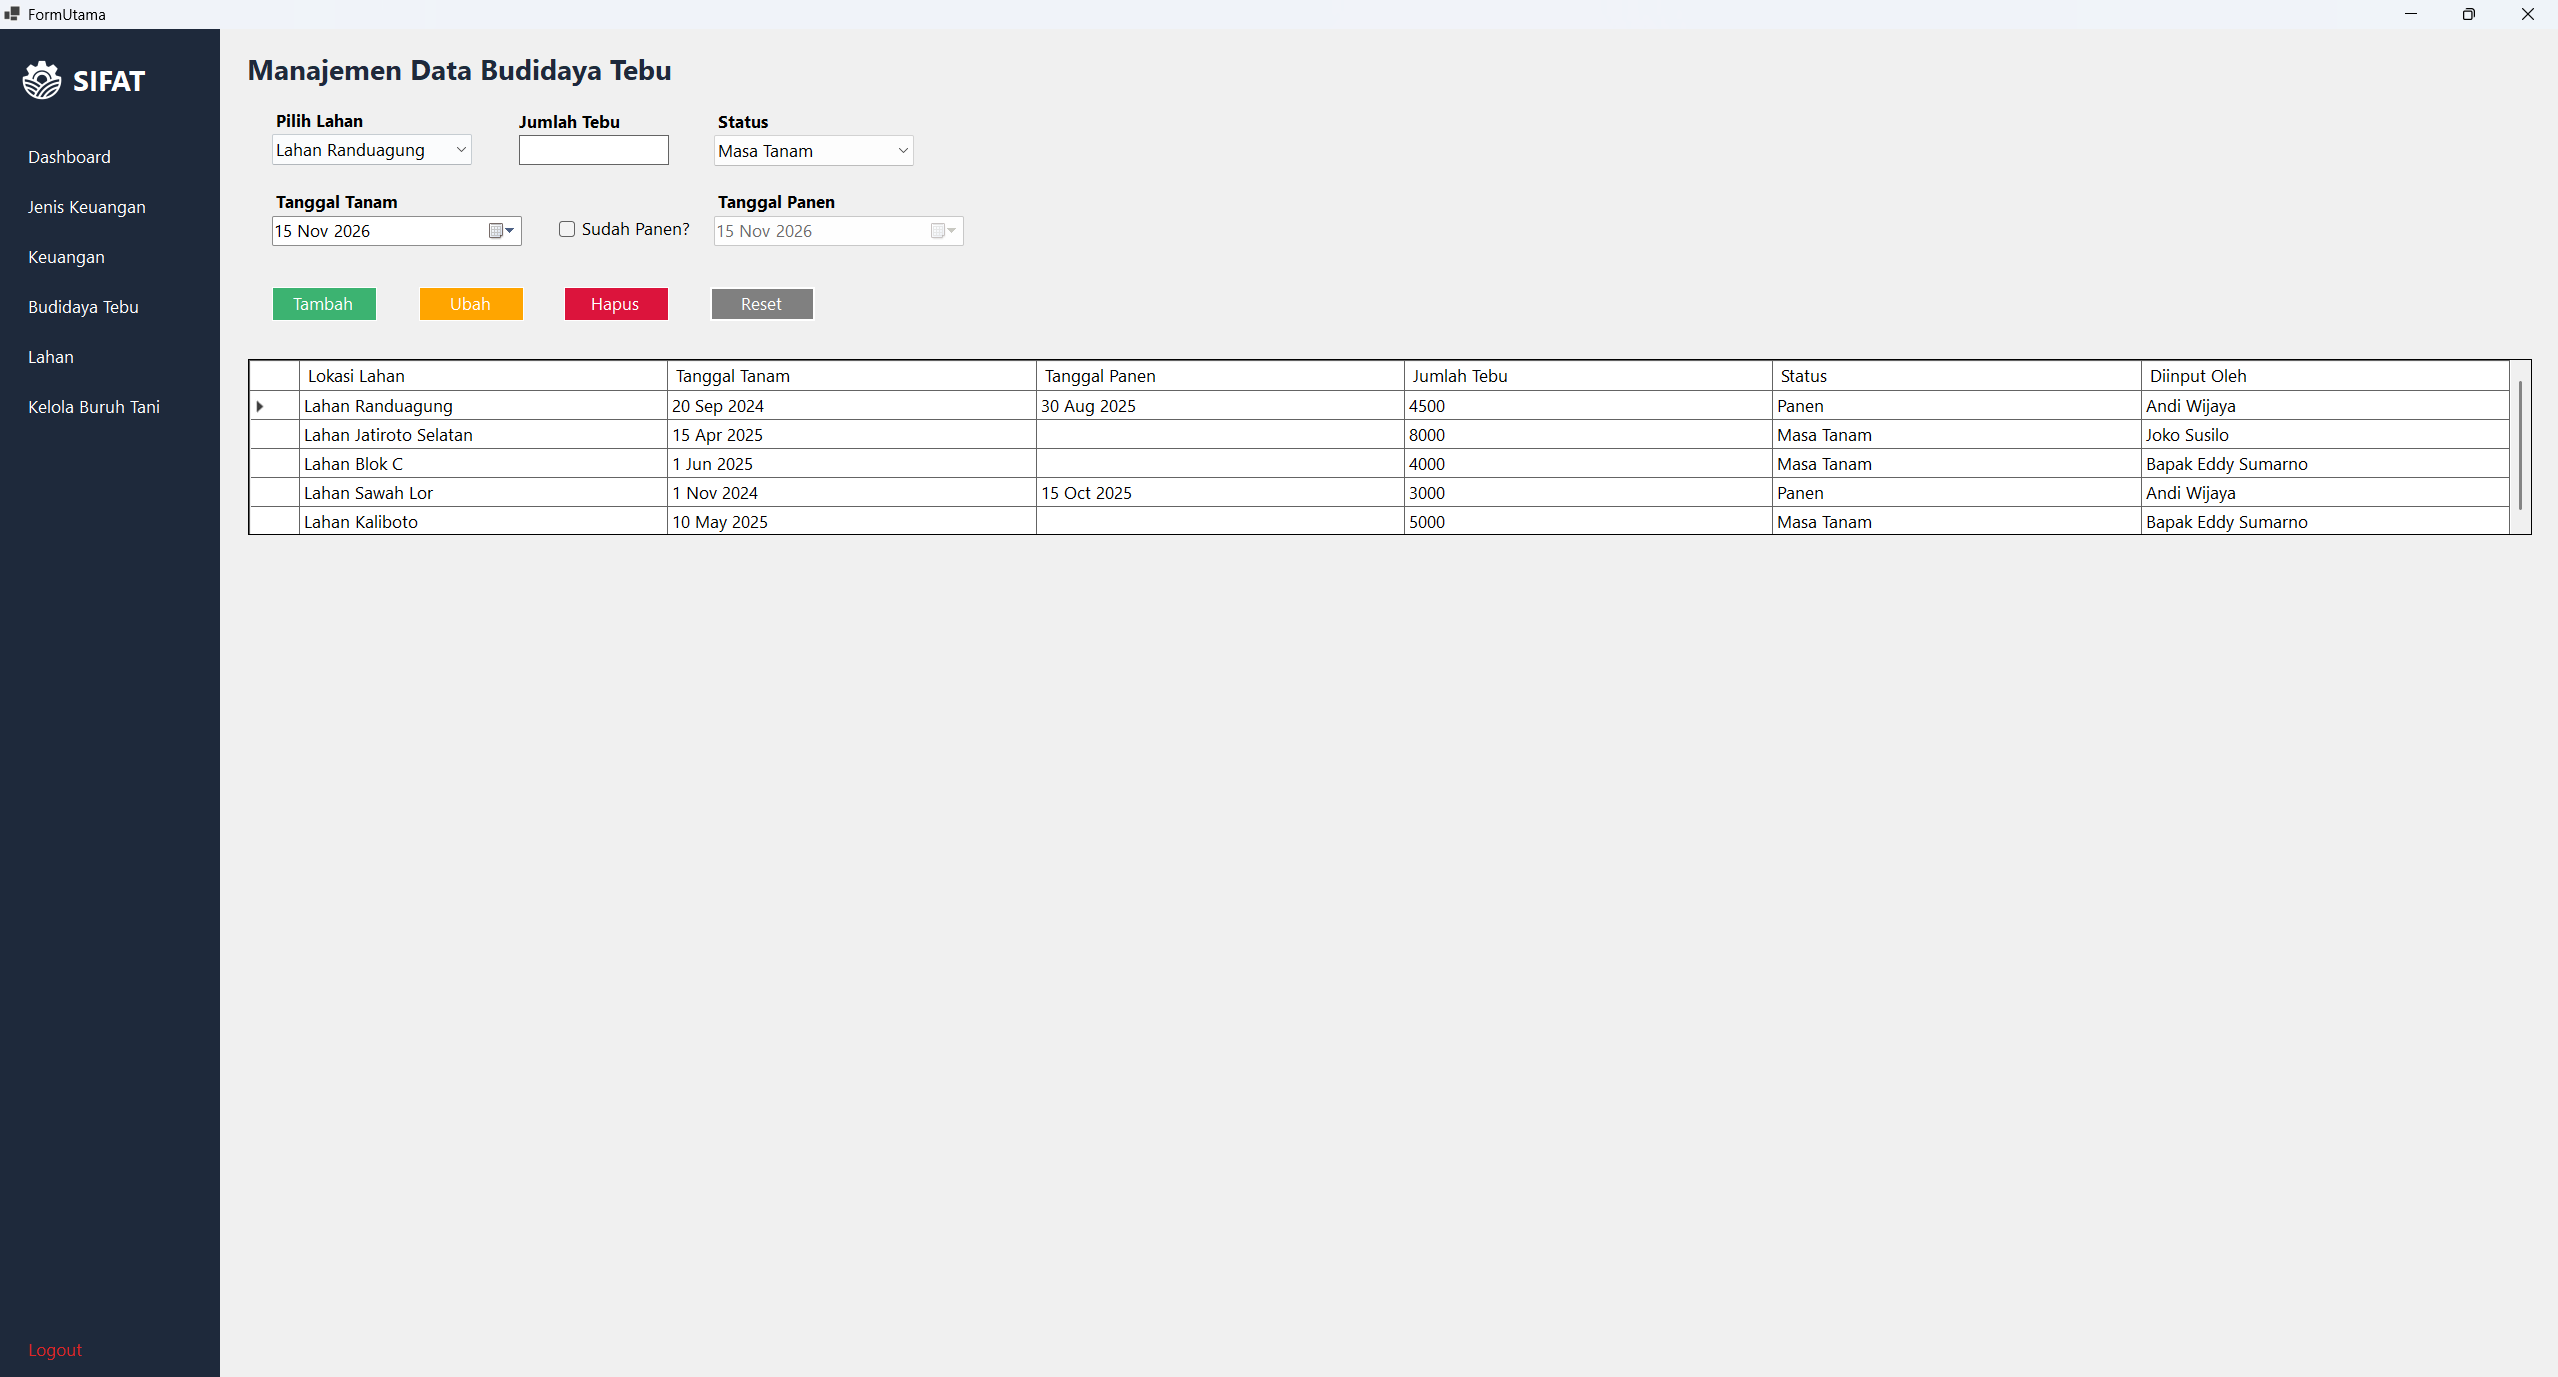 FormUtama
SIFAT
Dashboard
Jenis Keuangan
Keuangan
Budidaya Tebu
Lahan
Kelola Buruh Tani
Logout
Manajemen Data Budidaya Tebu
Pilih Lahan Jumlah Tebu Status
Lahan Randuagung Masa Tanam
Tanggal Tanam Tanggal Panen
15 Nov 2026 Sudah Panen? 15 Nov 2026
Tambah Ubah Hapus Reset
Lokasi Lahan Tanggal Tanam Tanggal Panen Jumlah Tebu Status Diinput Oleh
Lahan Randuagung 20 Sep 2024 30 Aug 2025 4500 Panen Andi Wijaya
Lahan Jatiroto Selatan 15 Apr 2025 8000 Masa Tanam Joko Susilo
Lahan Blok C 1 Jun 2025 4000 Masa Tanam Bapak Eddy Sumarno
Lahan Sawah Lor 1 Nov 2024 15 Oct 2025 3000 Panen Andi Wijaya
Lahan Kaliboto 10 May 2025 5000 Masa Tanam Bapak Eddy Sumarno